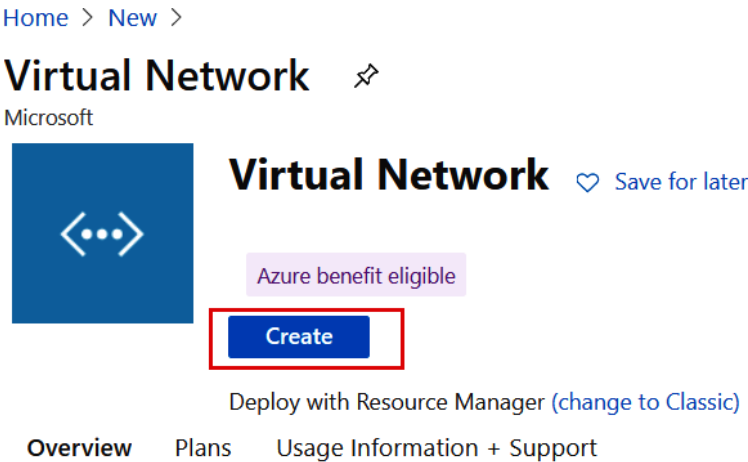 Home > New >
Virtual Network
Microsoft
Virtual Network Save for later
Azure benefit eligible
Create
Deploy with Resource Manager (change to Classic)
Overview Plans Usage Information + Support